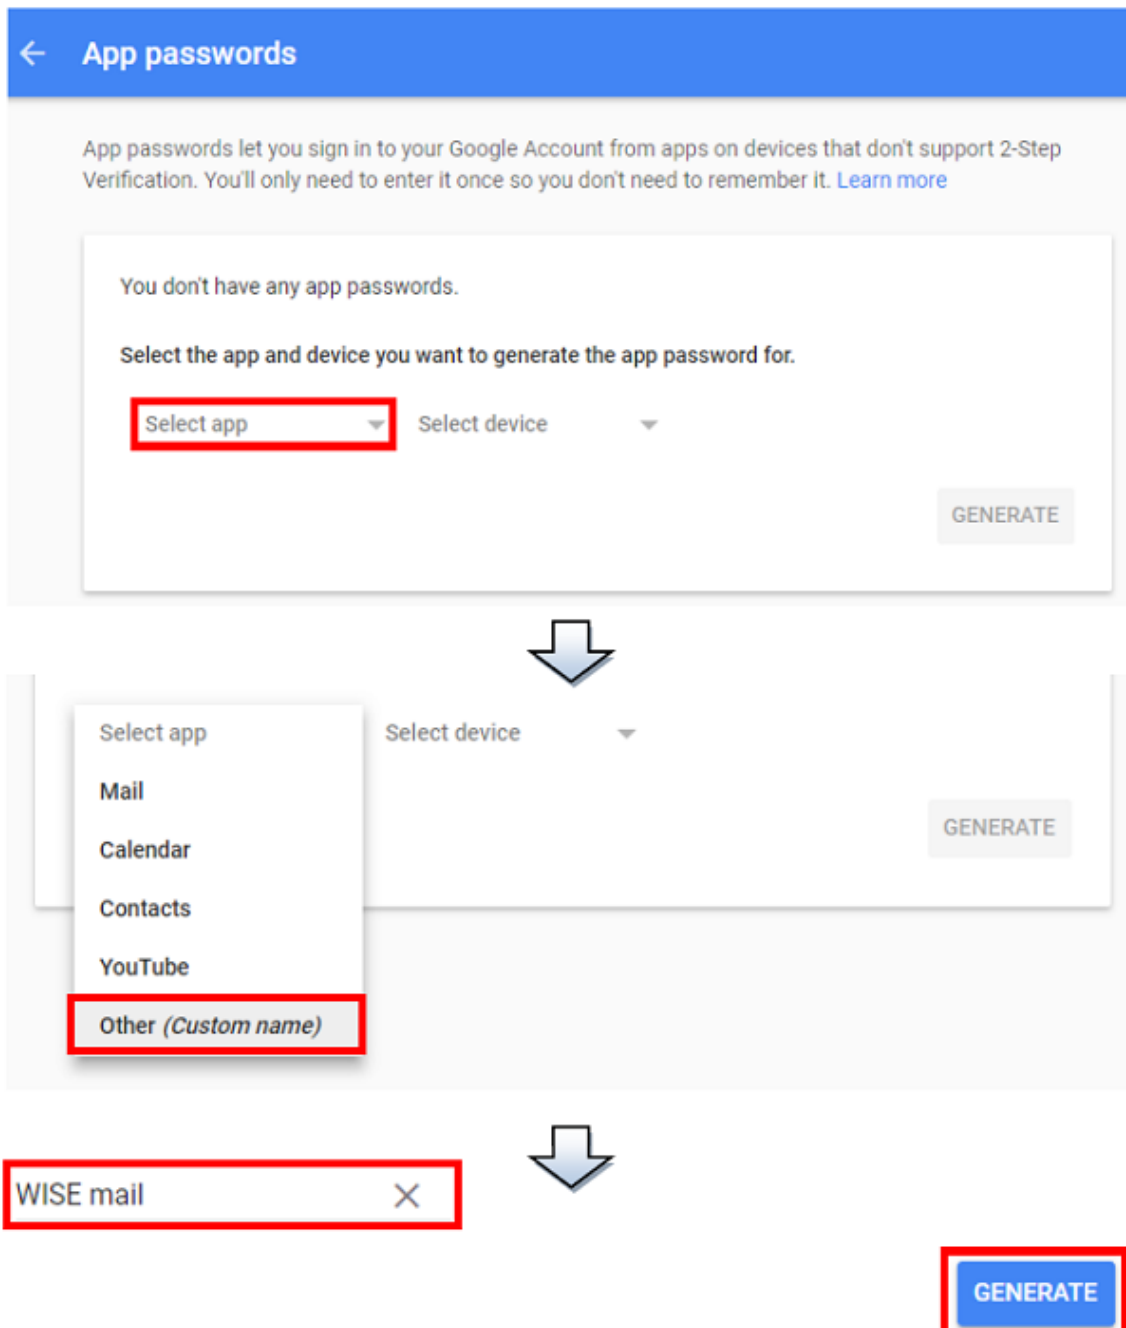 App passwords
App passwords let you sign in to your Google Account from apps on devices that don't support 2-Step
Verification. You'll only need to enter it once so you don't need to remember it. Learn more
You don't have any app passwords.
Select the app and device you want to generate the app password for.
Select app Select device
GENERATE
Select app Select device
Mail
GENERATE
Calendar
Contacts
YouTube
Other (Custom name)
WISE mail
GENERATE